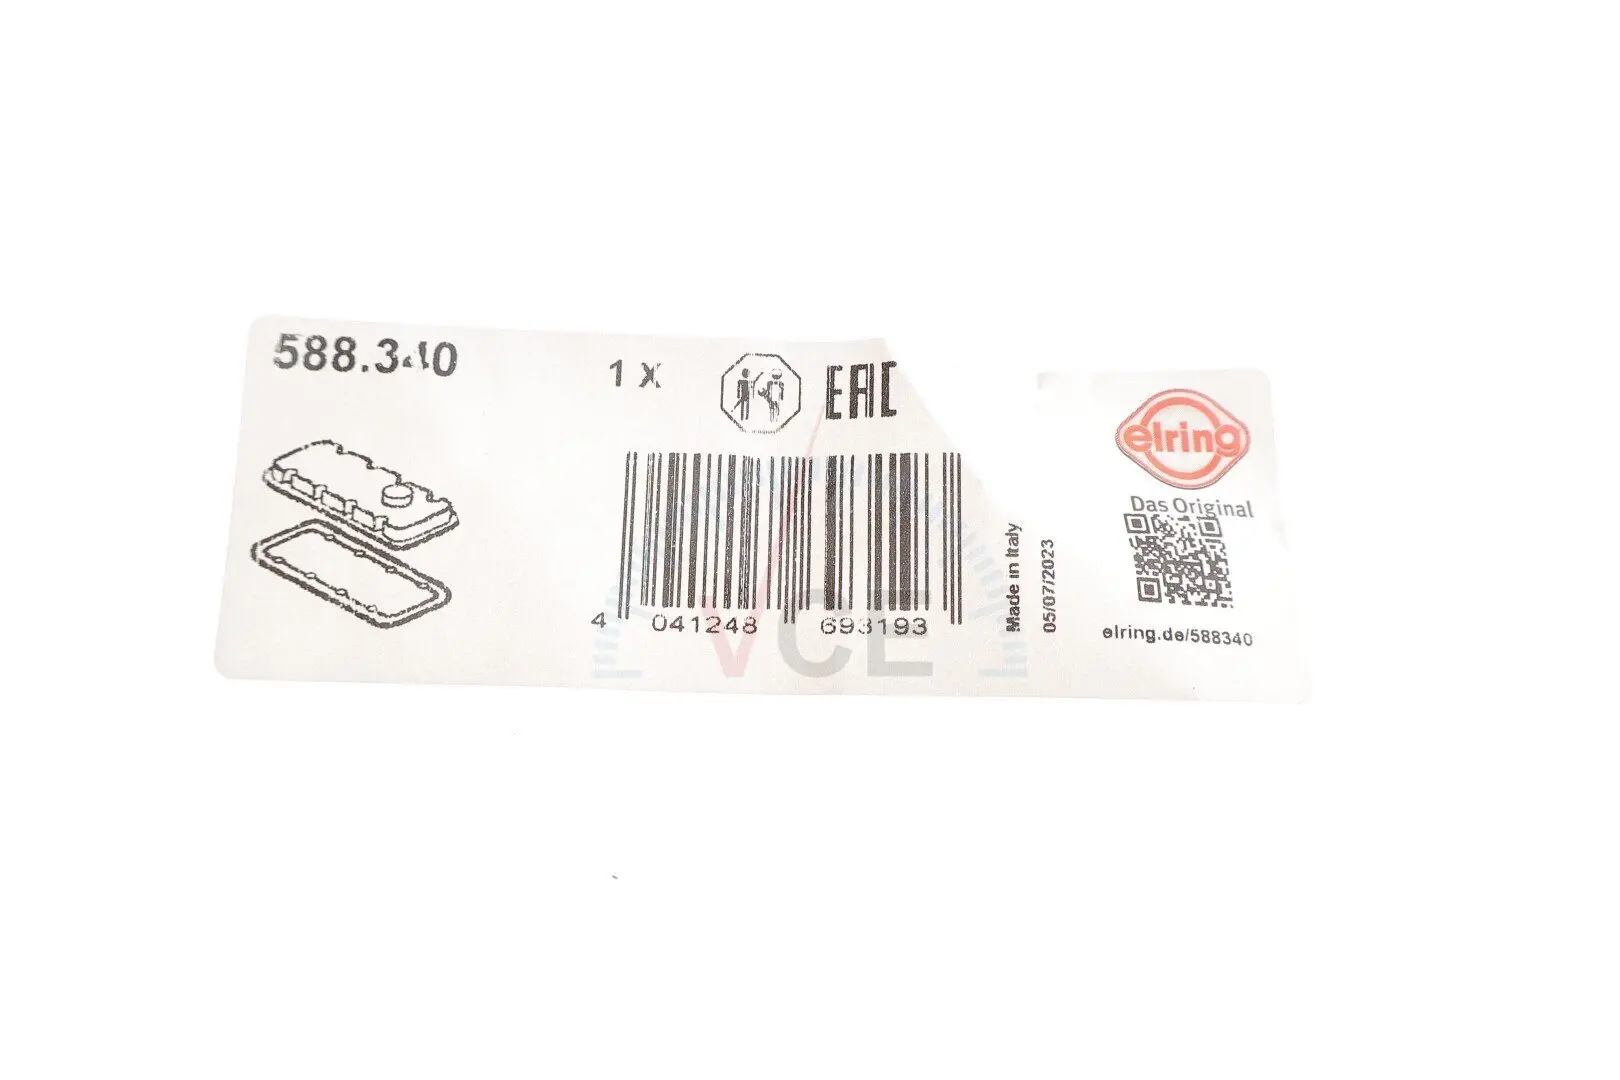 588.340
1 X
EAC
elring
Das Original
4 041248 693193
Made in Italy
05/07/2023
elring.de/588340
VCE